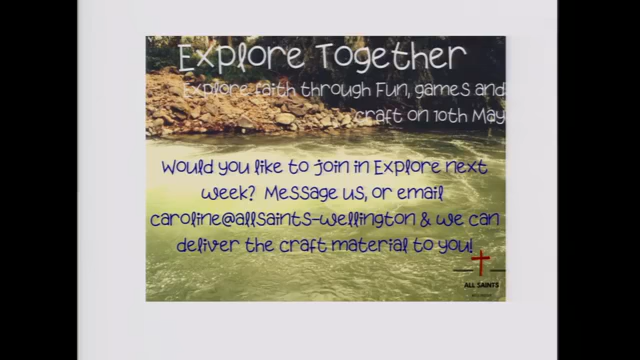 Explore Together
Explore faith through Fun, games and
craft on 10th May
Would you like to join in Explore next
week? Message us, or email
caroline@allsaints-wellington & we can
deliver the craft material to you!
ALL SAINTS